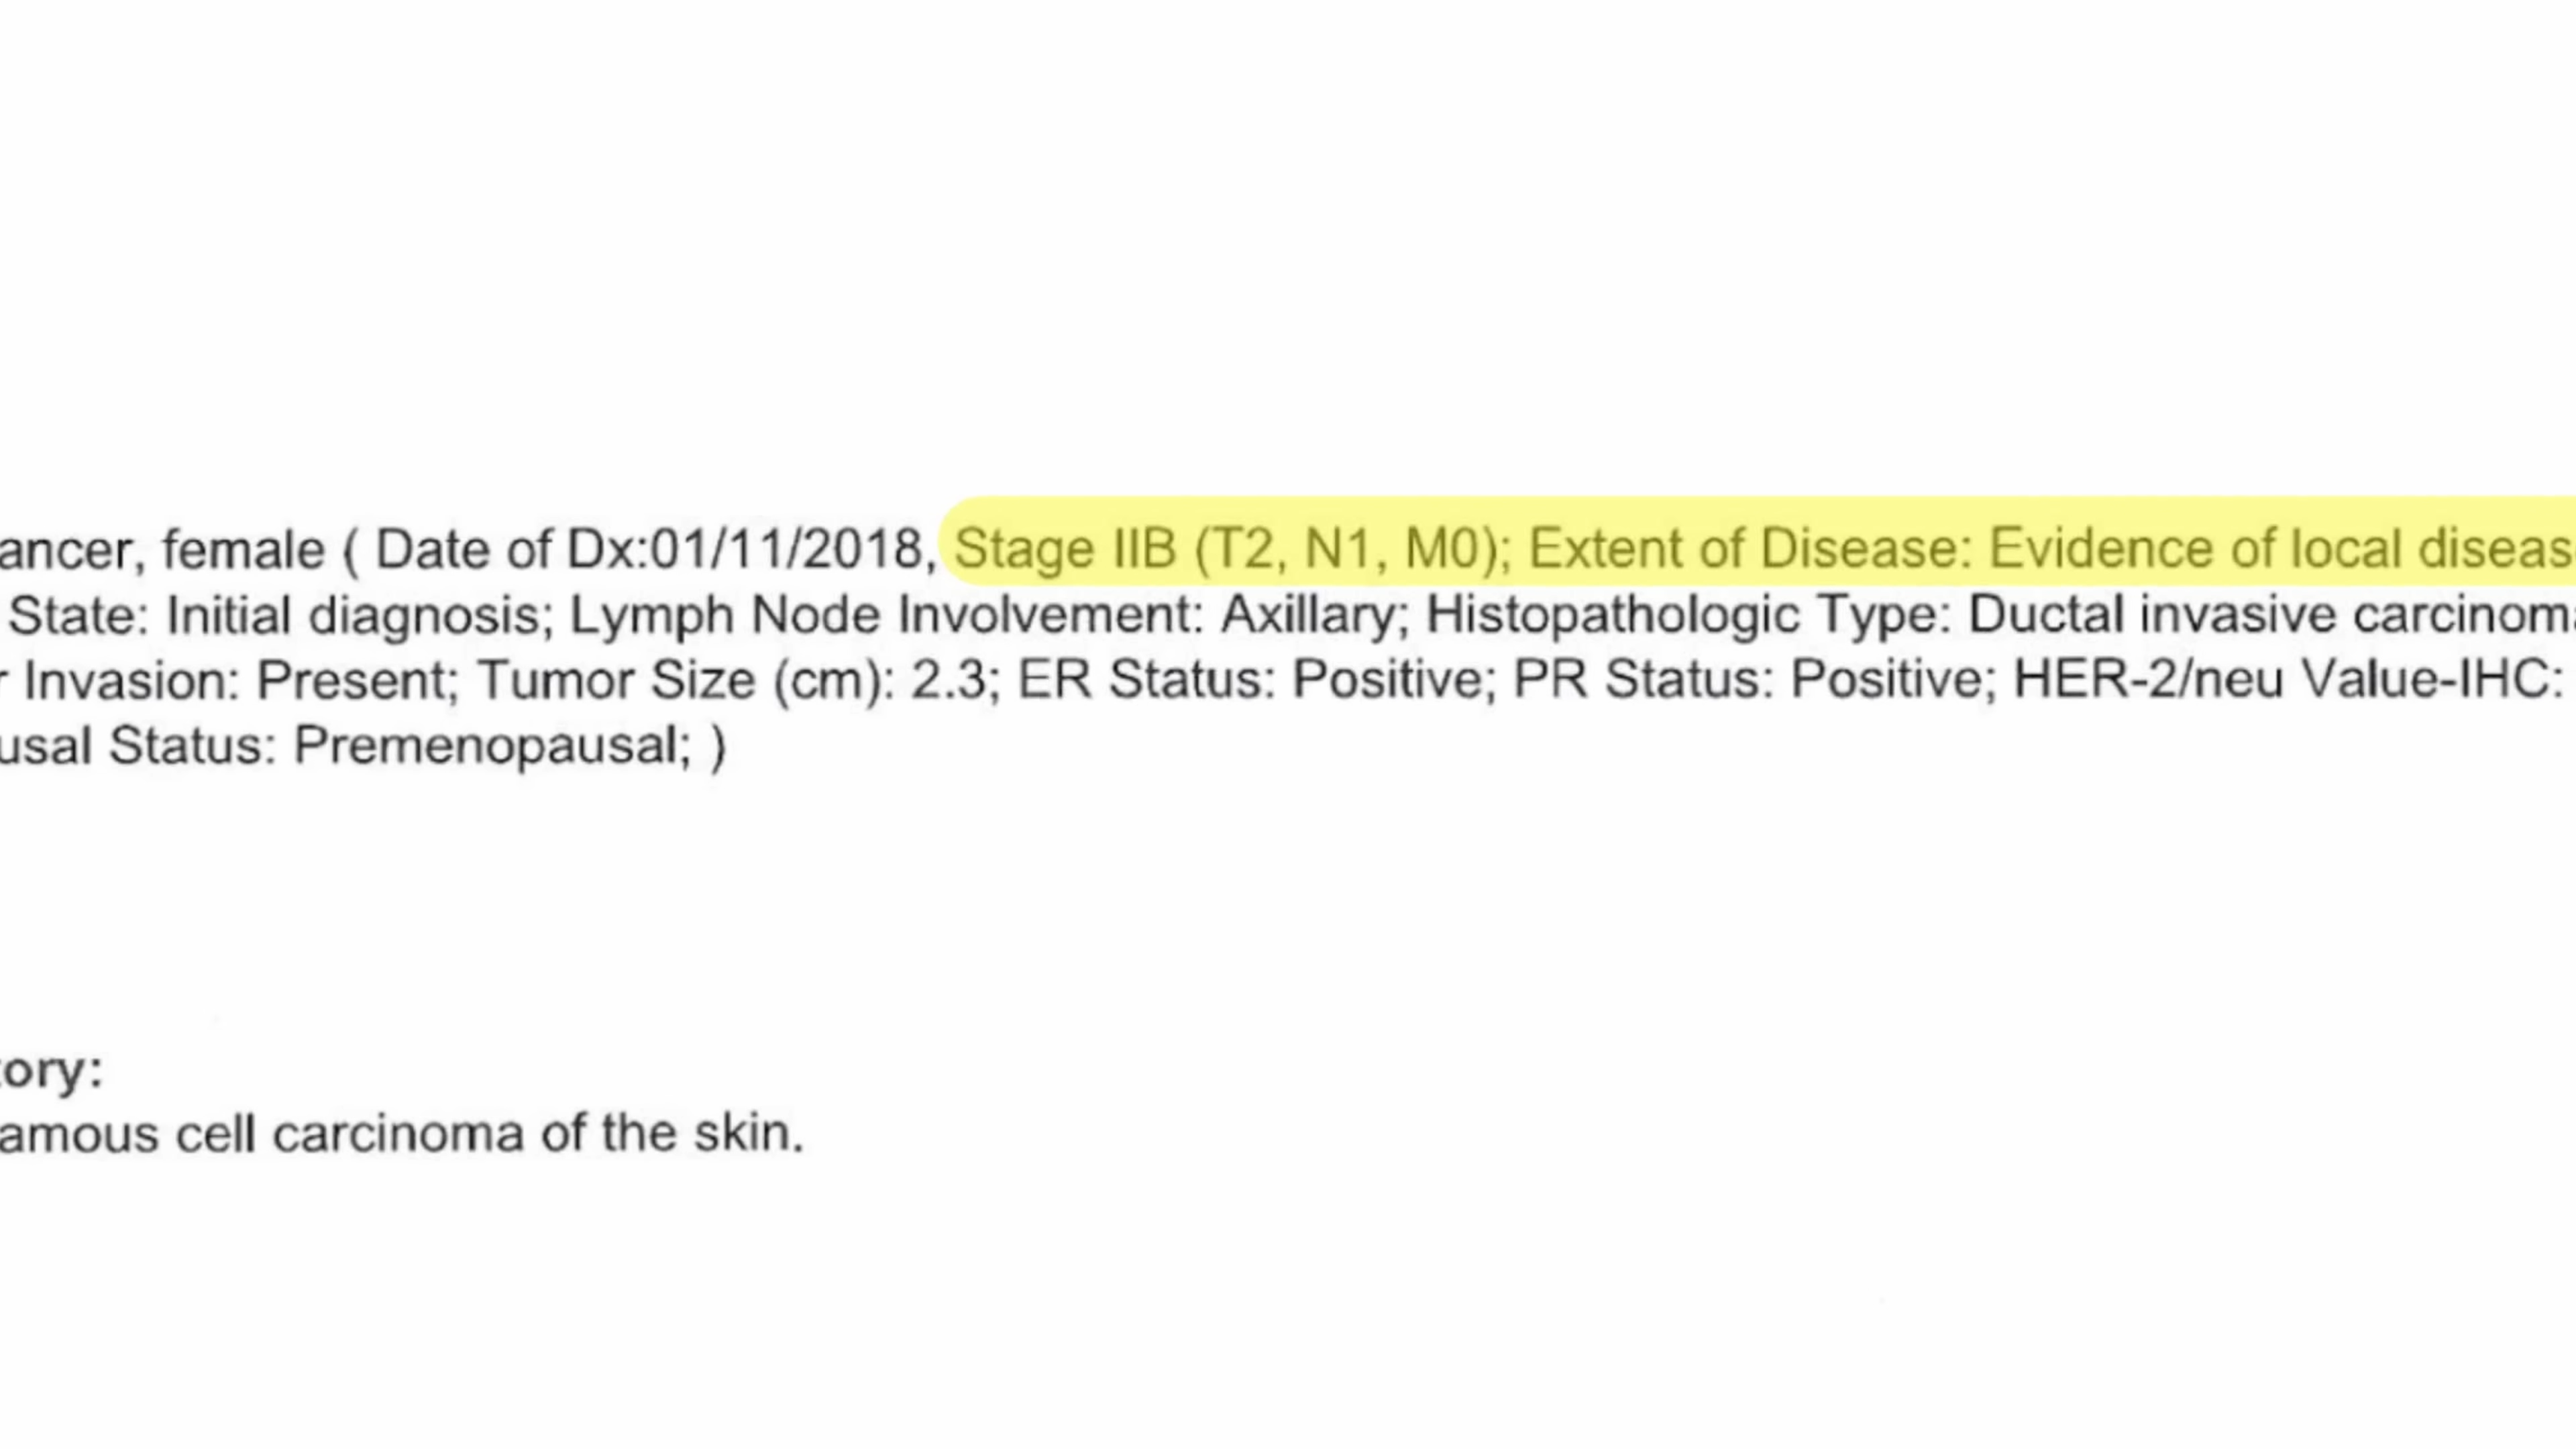 ancer, female ( Date of Dx:01/11/2018, Stage IIB (T2, N1, M0); Extent of Disease: Evidence of local diseas
State: Initial diagnosis; Lymph Node Involvement: Axillary; Histopathologic Type: Ductal invasive carcinoma
r Invasion: Present; Tumor Size (cm): 2.3; ER Status: Positive; PR Status: Positive; HER-2/neu Value-IHC:
usal Status: Premenopausal; )
tory:
amous cell carcinoma of the skin.